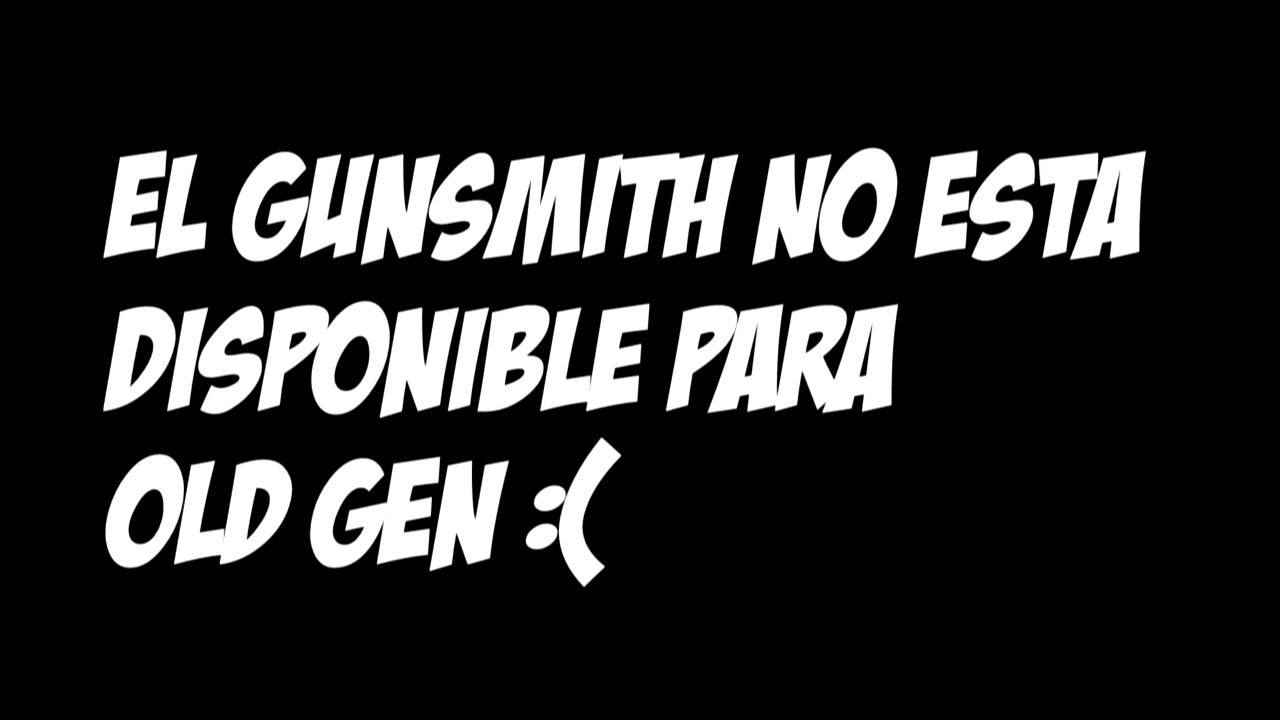 EL GUNSMITH NO ESTA
DISPONIBLE PARA
OLD GEN :(